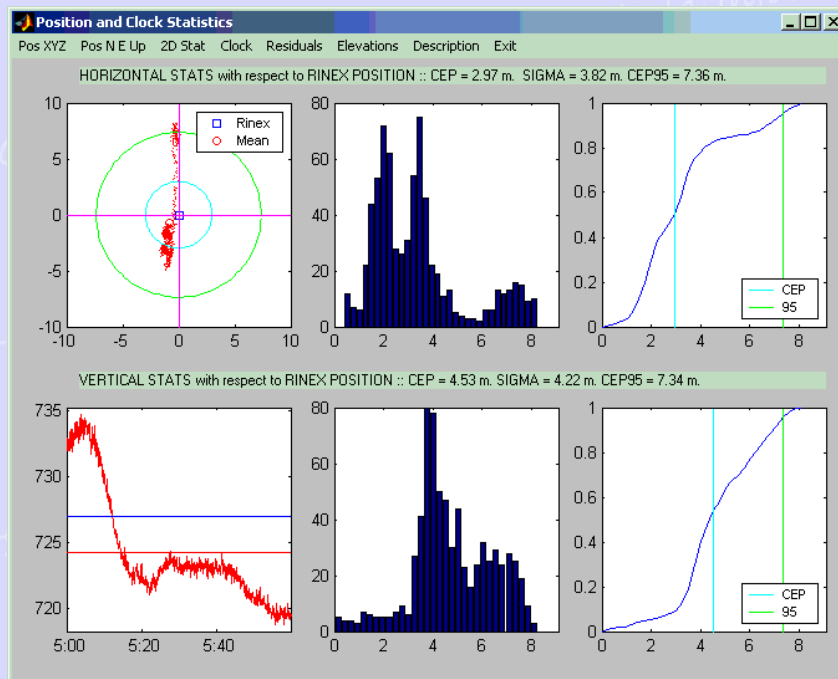 Position and Clock Statistics
Pos XYZ Pos N E Up 2D Stat Clock Residuals Elevations Description Exit
HORIZONTAL STATS with respect to RINEX POSITION :: CEP = 2.97 m. SIGMA = 3.82 m. CEP95 = 7.36 m.
10
5
0
-5
-10
-10 -5 0 5 10
Rinex
Mean
80
60
40
20
0
0 2 4 6 8
1
0.8
0.6
0.4
0.2
0
0 2 4 6 8
CEP
95
VERTICAL STATS with respect to RINEX POSITION :: CEP = 4.53 m. SIGMA = 4.22 m. CEP95 = 7.34 m.
735
730
725
720
5:00 5:20 5:40
80
60
40
20
0
0 2 4 6 8
1
0.8
0.6
0.4
0.2
0
0 2 4 6 8
CEP
95